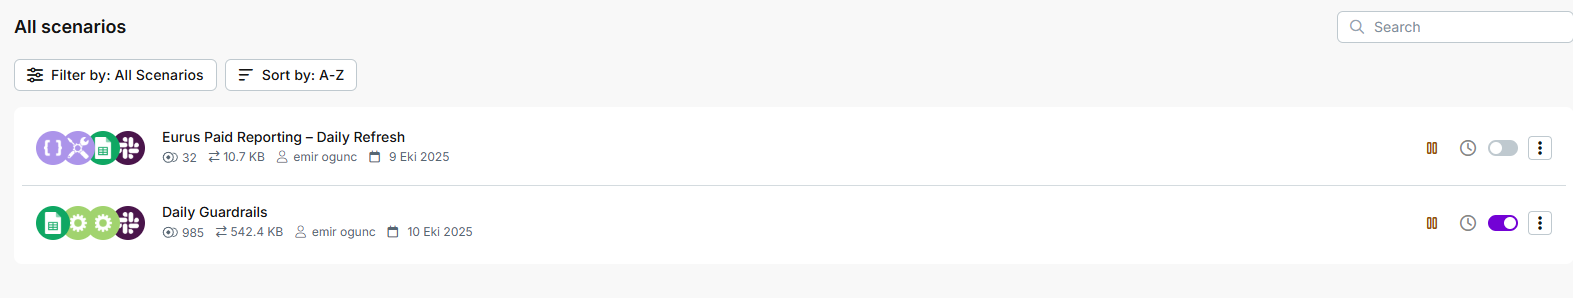 All scenarios
Search
Filter by: All Scenarios
Sort by: A-Z
Eurus Paid Reporting – Daily Refresh
32 10.7 KB emir ogunc 9 Eki 2025
Daily Guardrails
985 542.4 KB emir ogunc 10 Eki 2025